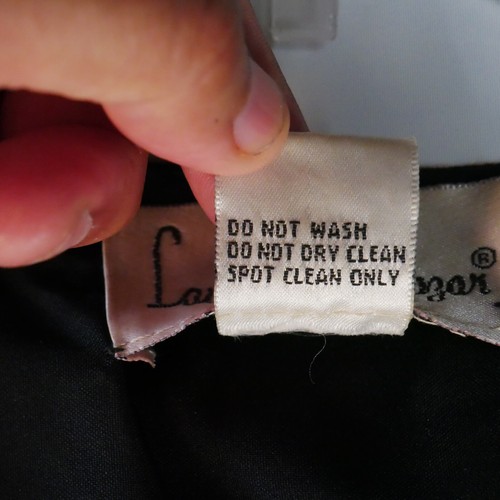 DO NOT WASH
DO NOT DRY CLEAN
SPOT CLEAN ONLY
®